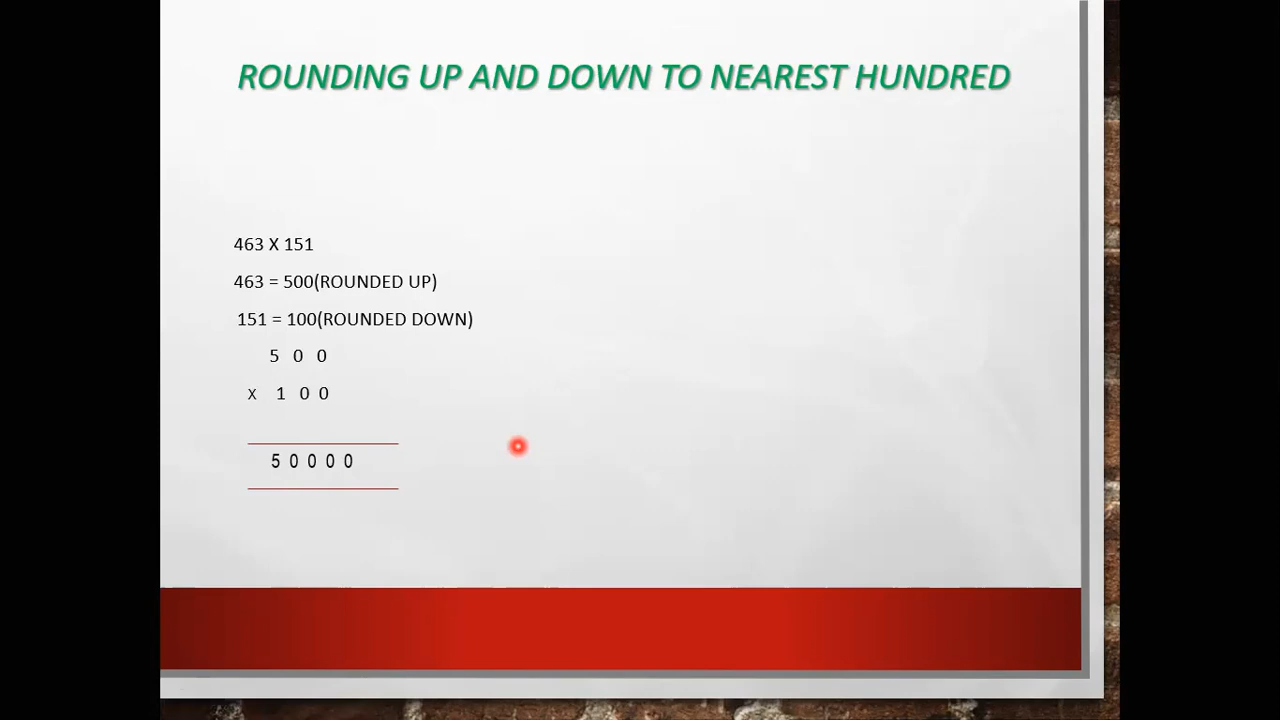 ROUNDING UP AND DOWN TO NEAREST HUNDRED
463 X 151
463 = 500(ROUNDED UP)
151 = 100(ROUNDED DOWN)
5 0 0
X 1 0 0
5 0 0 0 0